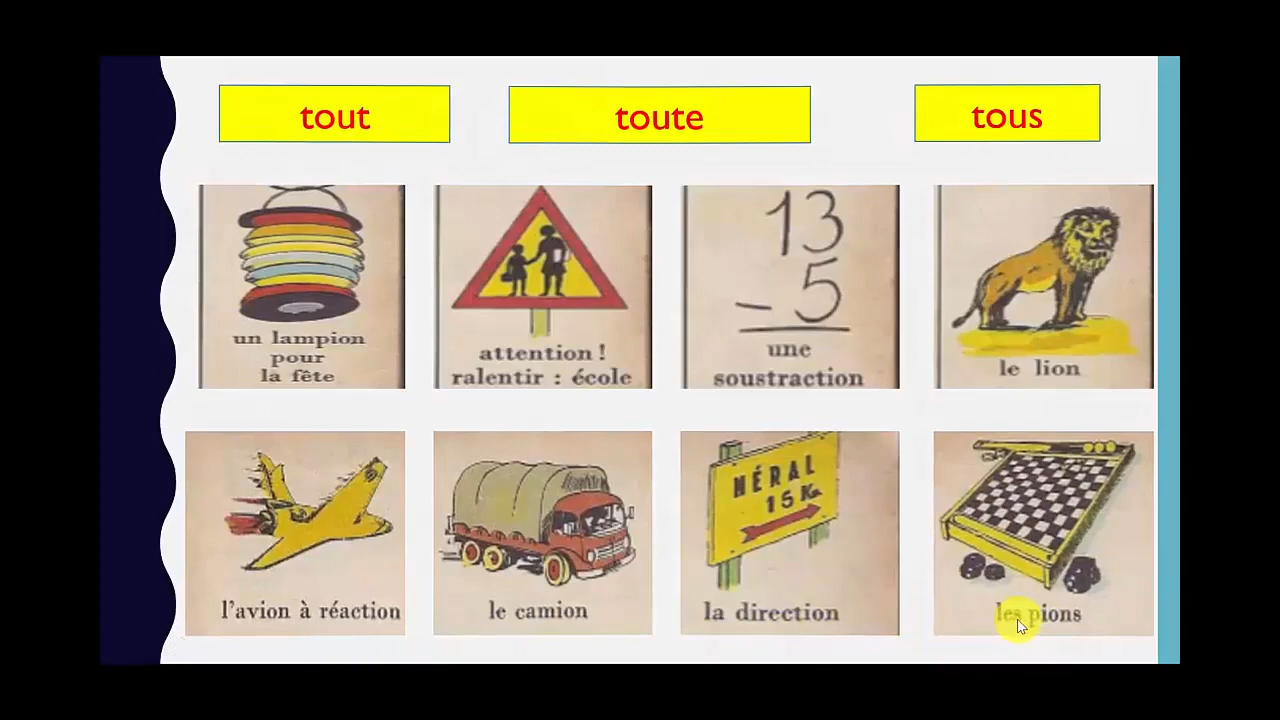 tout
toute
tous
un lampion
pour
la fête
attention !
ralentir : école
13
- 5
une
soustraction
le lion
l'avion à réaction
le camion
MÉRAL
15 K
la direction
les pions